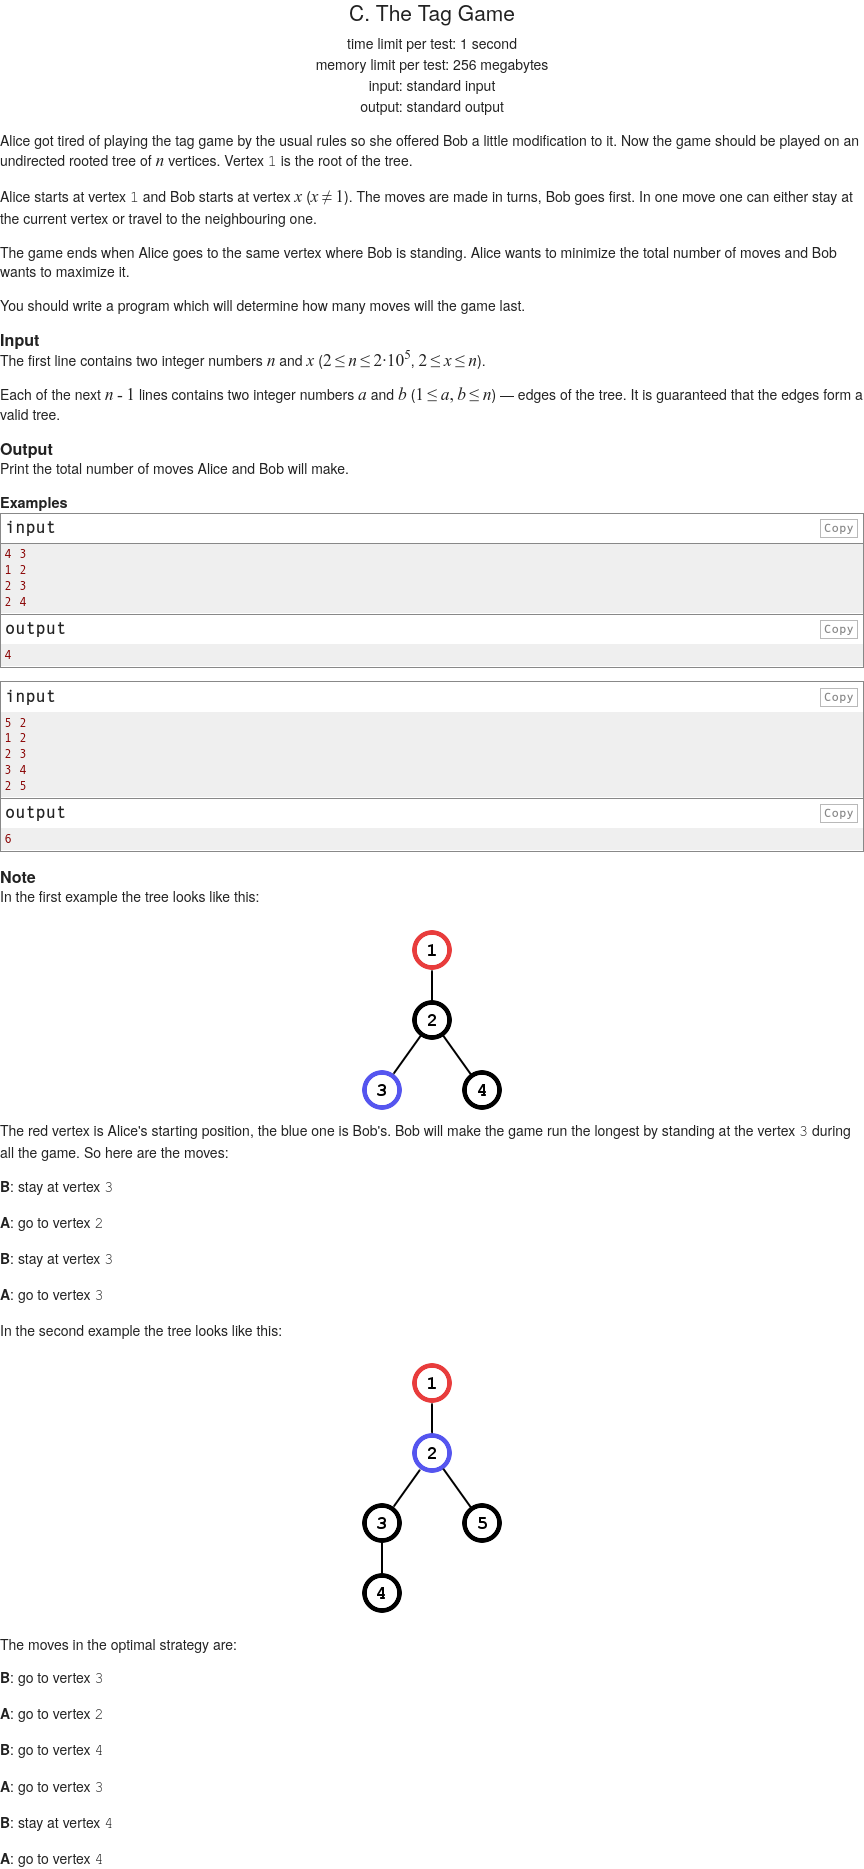 C. The Tag Game
time limit per test: 1 second
memory limit per test: 256 megabytes
input: standard input
output: standard output
Alice got tired of playing the tag game by the usual rules so she offered Bob a little modification to it. Now the game should be played on an
undirected rooted tree of n vertices. Vertex 1 is the root of the tree.
Alice starts at vertex 1 and Bob starts at vertex x (x ≠ 1). The moves are made in turns, Bob goes first. In one move one can either stay at
the current vertex or travel to the neighbouring one.
The game ends when Alice goes to the same vertex where Bob is standing. Alice wants to minimize the total number of moves and Bob
wants to maximize it.
You should write a program which will determine how many moves will the game last.
Input
The first line contains two integer numbers n and x (2 ≤ n ≤ 2·10⁵, 2 ≤ x ≤ n).
Each of the next n - 1 lines contains two integer numbers a and b (1 ≤ a, b ≤ n) — edges of the tree. It is guaranteed that the edges form a
valid tree.
Output
Print the total number of moves Alice and Bob will make.
Examples
input Copy
4 3
1 2
2 3
2 4
output Copy
4
input Copy
5 2
1 2
2 3
3 4
2 5
output Copy
6
Note
In the first example the tree looks like this:
1
2
3 4
The red vertex is Alice's starting position, the blue one is Bob's. Bob will make the game run the longest by standing at the vertex 3 during
all the game. So here are the moves:
B: stay at vertex 3
A: go to vertex 2
B: stay at vertex 3
A: go to vertex 3
In the second example the tree looks like this:
1
2
3 5
4
The moves in the optimal strategy are:
B: go to vertex 3
A: go to vertex 2
B: go to vertex 4
A: go to vertex 3
B: stay at vertex 4
A: go to vertex 4